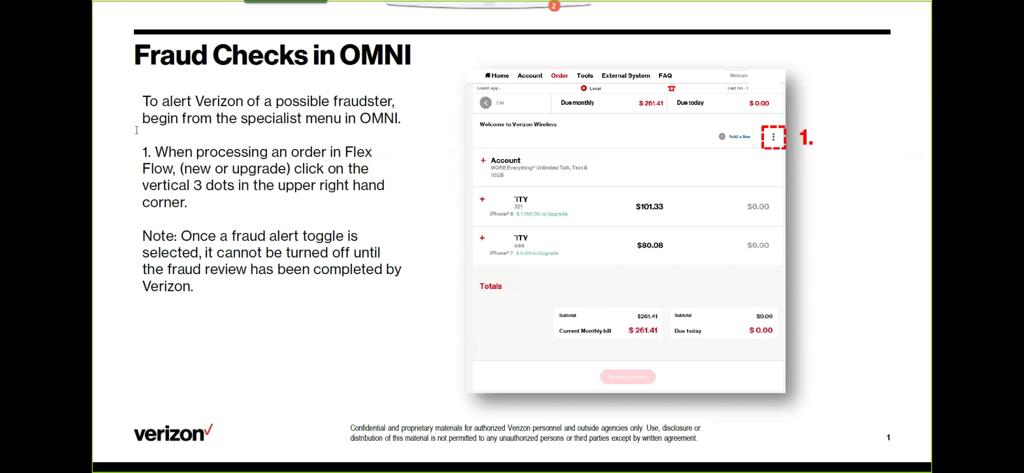 2
Fraud Checks in OMNI
To alert Verizon of a possible fraudster,
begin from the specialist menu in OMNI.
1. When processing an order in Flex
Flow, (new or upgrade) click on the
vertical 3 dots in the upper right hand
corner.
Note: Once a fraud alert toggle is
selected, it cannot be turned off until
the fraud review has been completed by
Verizon.
Home Account Order Tools External System FAQ Welcome
Credit App - Local Cart No - 1
Due monthly $ 261.41 Due today $ 0.00
Welcome to Verizon Wireless
Add a line
1.
Account
MORE Everything® Unlimited Talk, Text &
10GB
TITY
321 $101.33 $0.00
iPhone® 6
TITY
$80.08 $0.00
iPhone® 7 $ 0.00 to Upgrade
Totals
Subtotal $261.41 Subtotal $0.00
Current Monthly bill $ 261.41 Due today $ 0.00
verizon
Confidential and proprietary materials for authorized Verizon personnel and outside agencies only. Use, disclosure or
distribution of this material is not permitted to any unauthorized persons or third parties except by written agreement.
1